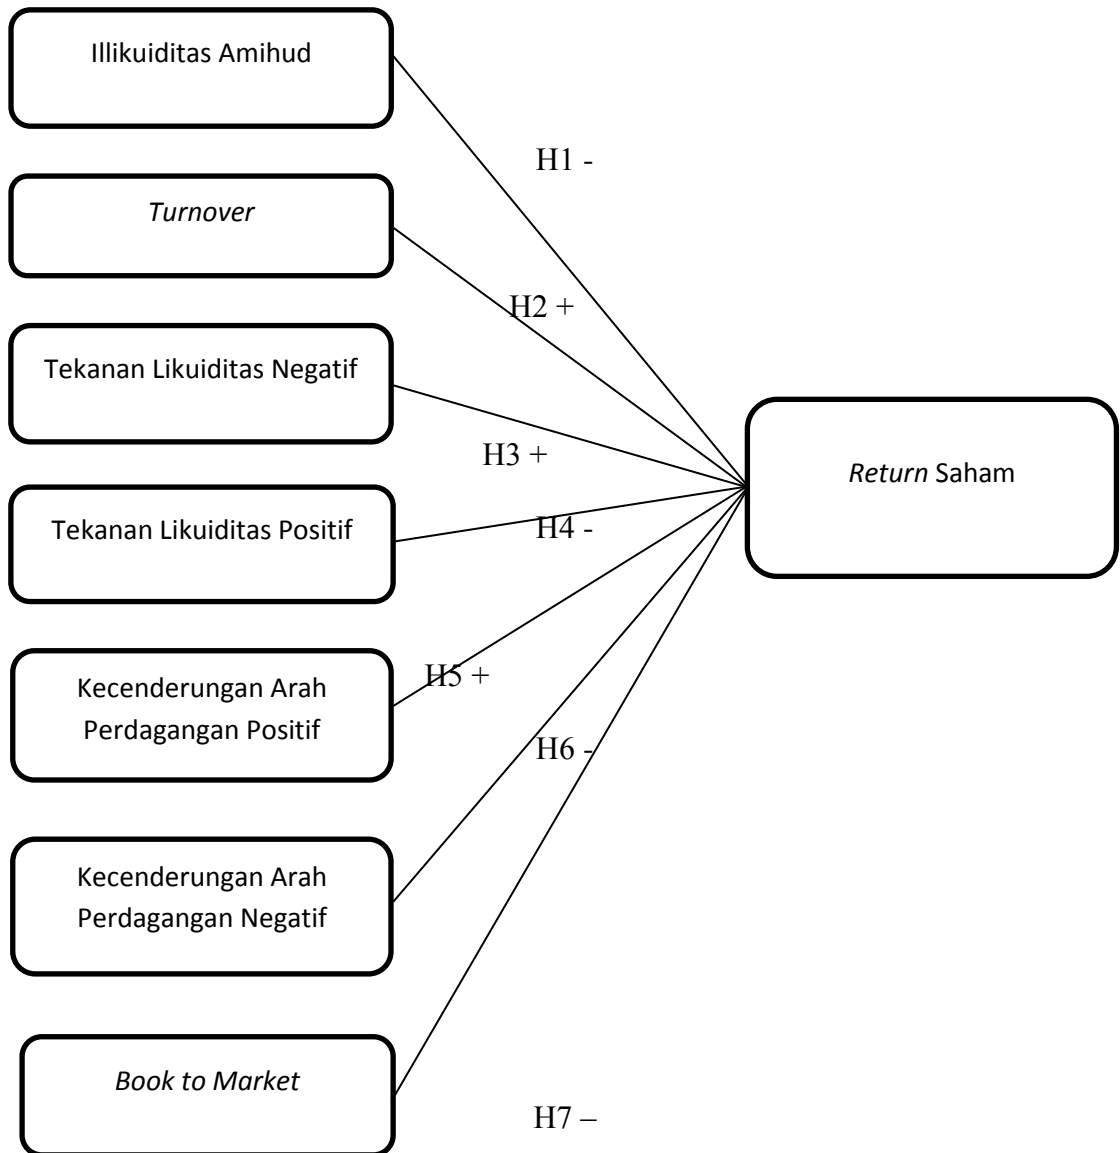 Illikuiditas Amihud
H1 -
Turnover
H2 +
Tekanan Likuiditas Negatif
H3 +
Return Saham
Tekanan Likuiditas Positif
H4 -
Kecenderungan Arah
Perdagangan Positif
H5 +
H6 -
Kecenderungan Arah
Perdagangan Negatif
Book to Market
H7 –